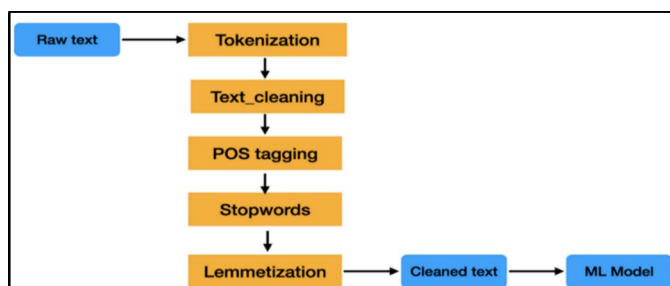 Raw text
Tokenization
Text_cleaning
POS tagging
Stopwords
Lemmetization
Cleaned text
ML Model